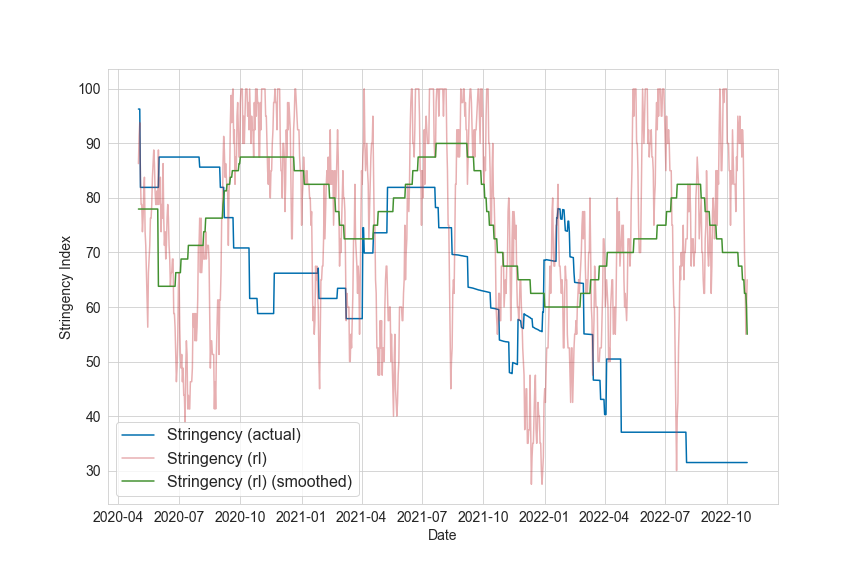 100
90
80
70
60
50
40
30
Stringency Index
Stringency (actual)
Stringency (rl)
Stringency (rl) (smoothed)
2020-04 2020-07 2020-10 2021-01 2021-04 2021-07 2021-10 2022-01 2022-04 2022-07 2022-10
Date